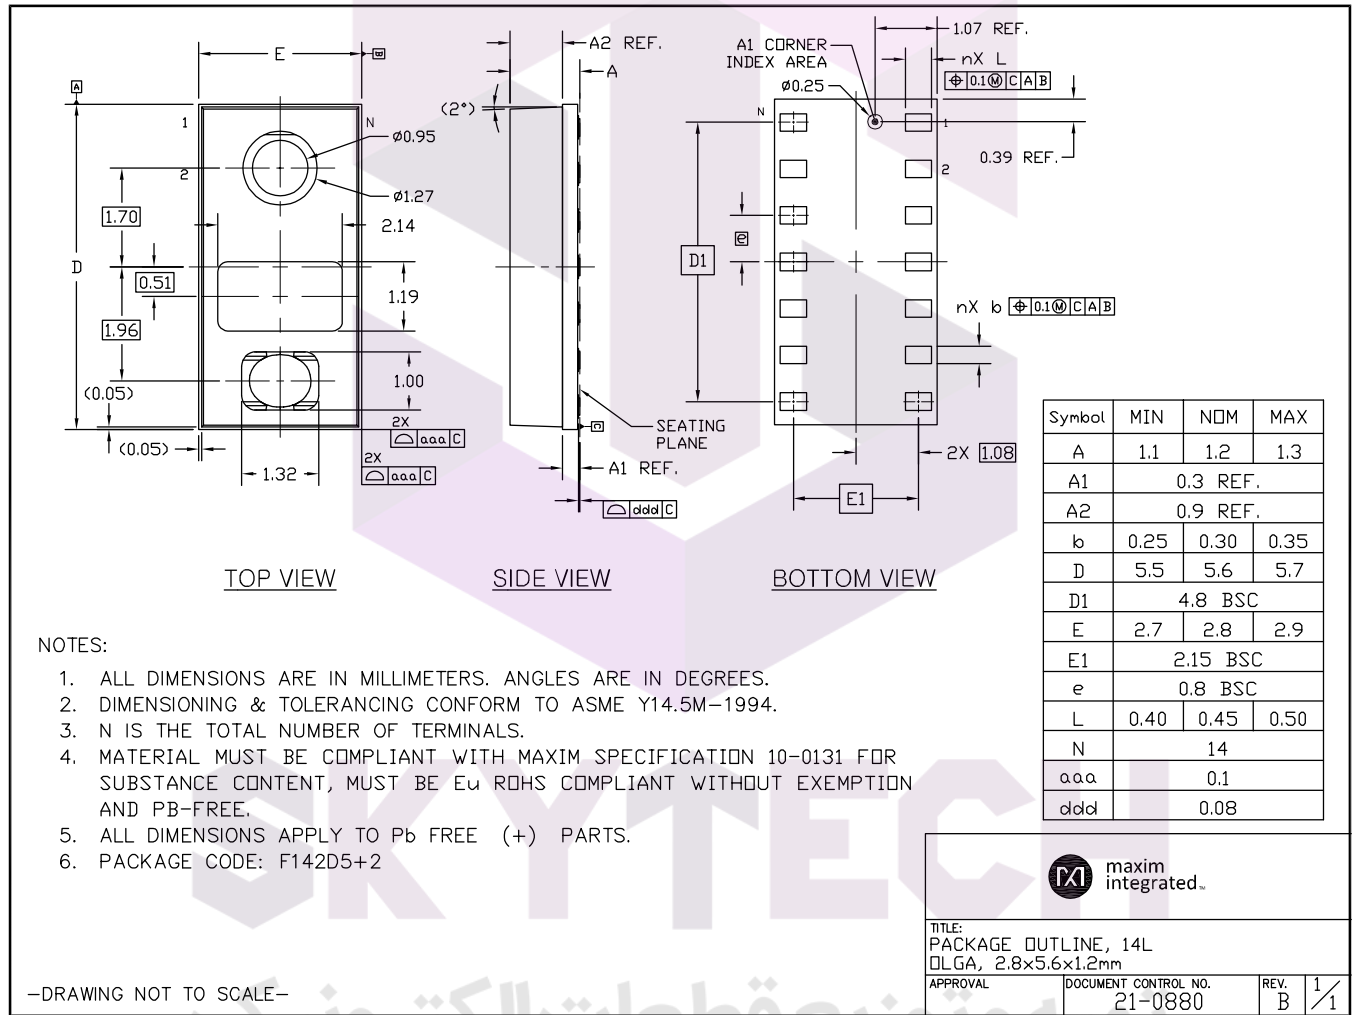 E
B
A
1
N
2
ø0.95
ø1.27
1.70
2.14
D
0.51
1.19
1.96
(0.05)
1.00
2X
aaa C
(0.05)
2X
aaa C
1.32
TOP VIEW
A2 REF.
A
(2°)
C
SEATING
PLANE
A1 REF.
ddd C
SIDE VIEW
1.07 REF.
A1 CORNER
INDEX AREA
nX L
⌖ 0.1Ⓜ C A B
ø0.25
N
1
0.39 REF.
2
e
D1
nX b ⌖ 0.1Ⓜ C A B
2X 1.08
E1
BOTTOM VIEW
Symbol MIN NOM MAX
A 1.1 1.2 1.3
A1 0.3 REF.
A2 0.9 REF.
b 0.25 0.30 0.35
D 5.5 5.6 5.7
D1 4.8 BSC
E 2.7 2.8 2.9
E1 2.15 BSC
e 0.8 BSC
L 0.40 0.45 0.50
N 14
aaa 0.1
ddd 0.08
NOTES:
1. ALL DIMENSIONS ARE IN MILLIMETERS. ANGLES ARE IN DEGREES.
2. DIMENSIONING & TOLERANCING CONFORM TO ASME Y14.5M-1994.
3. N IS THE TOTAL NUMBER OF TERMINALS.
4. MATERIAL MUST BE COMPLIANT WITH MAXIM SPECIFICATION 10-0131 FOR
SUBSTANCE CONTENT, MUST BE Eu ROHS COMPLIANT WITHOUT EXEMPTION
AND PB-FREE.
5. ALL DIMENSIONS APPLY TO Pb FREE (+) PARTS.
6. PACKAGE CODE: F142D5+2
SKYTECH
maxim
integrated™
TITLE:
PACKAGE OUTLINE, 14L
OLGA, 2.8x5.6x1.2mm
APPROVAL
DOCUMENT CONTROL NO.
21-0880
REV.
B
1/1
-DRAWING NOT TO SCALE-